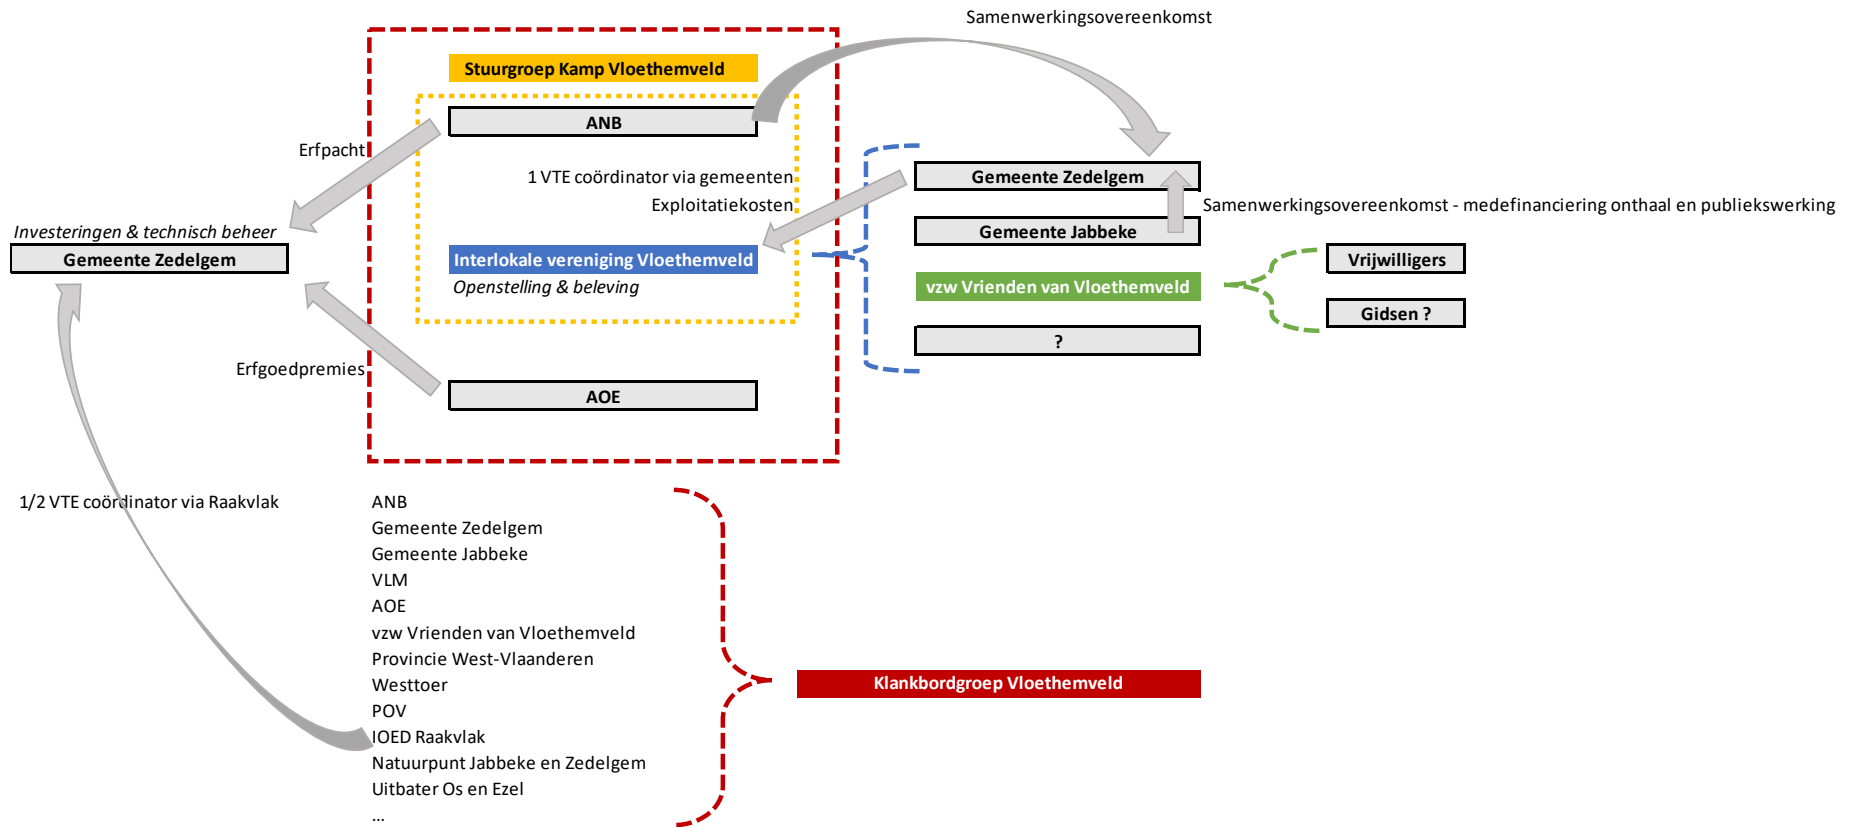 Samenwerkingsovereenkomst
Stuurgroep Kamp Vloethemveld
ANB
Erfpacht
1 VTE coördinator via gemeenten
Exploitatiekosten
Gemeente Zedelgem
Samenwerkingsovereenkomst - medefinanciering onthaal en publiekswerking
Gemeente Jabbeke
Investeringen & technisch beheer
Gemeente Zedelgem
Interlokale vereniging Vloethemveld
Openstelling & beleving
vzw Vrienden van Vloethemveld
Vrijwilligers
Gidsen ?
?
Erfgoedpremies
AOE
1/2 VTE coördinator via Raakvlak
ANB
Gemeente Zedelgem
Gemeente Jabbeke
VLM
AOE
vzw Vrienden van Vloethemveld
Provincie West-Vlaanderen
Westtoer
POV
IOED Raakvlak
Natuurpunt Jabbeke en Zedelgem
Uitbater Os en Ezel
...
Klankbordgroep Vloethemveld